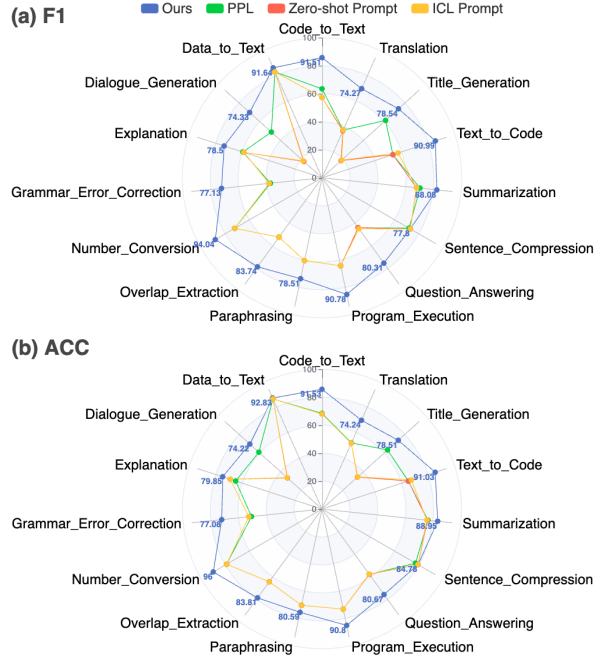 Ours PPL Zero-shot Prompt ICL Prompt
(a) F1
Code_to_Text
Translation
Title_Generation
Text_to_Code
Summarization
Sentence_Compression
Question_Answering
Program_Execution
Paraphrasing
Overlap_Extraction
Number_Conversion
Grammar_Error_Correction
Explanation
Dialogue_Generation
Data_to_Text
100
80
60
40
20
0
74.27
78.54
90.99
88.08
77.8
80.31
90.78
78.51
83.74
94.04
77.13
78.5
74.33
91.64
(b) ACC
Code_to_Text
Translation
Title_Generation
Text_to_Code
Summarization
Sentence_Compression
Question_Answering
Program_Execution
Paraphrasing
Overlap_Extraction
Number_Conversion
Grammar_Error_Correction
Explanation
Dialogue_Generation
Data_to_Text
100
80
60
40
20
0
74.24
78.51
91.03
88.95
84.78
80.67
90.8
80.59
83.81
96
77.08
79.85
74.22
92.83